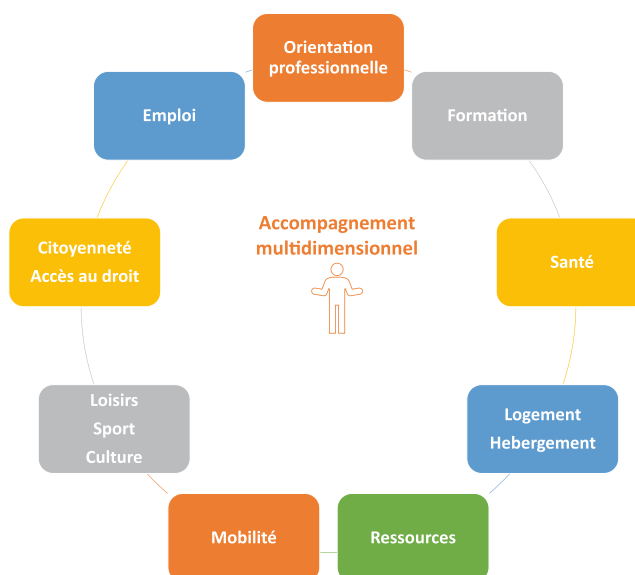 Orientation
professionnelle
Formation
Santé
Logement
Hebergement
Ressources
Mobilité
Loisirs
Sport
Culture
Citoyenneté
Accès au droit
Emploi
Accompagnement
multidimensionnel